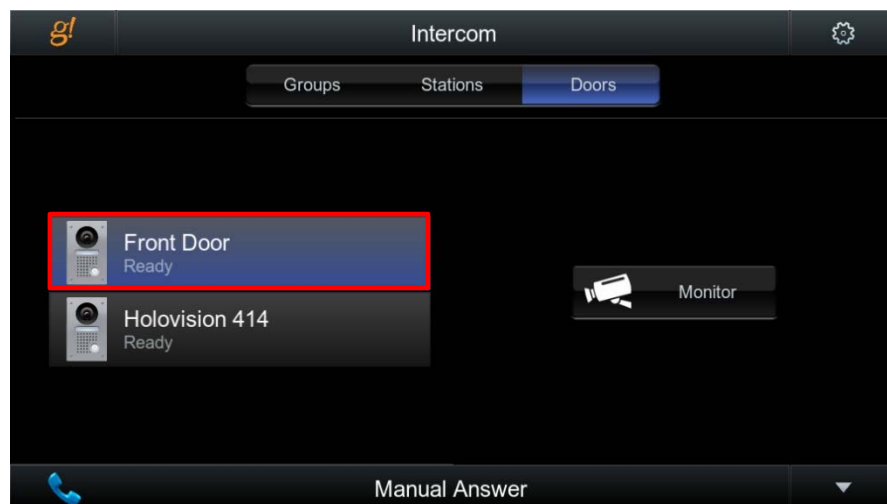 g!
Intercom
Groups Stations Doors
Front Door
Ready
Monitor
Holovision 414
Ready
Manual Answer